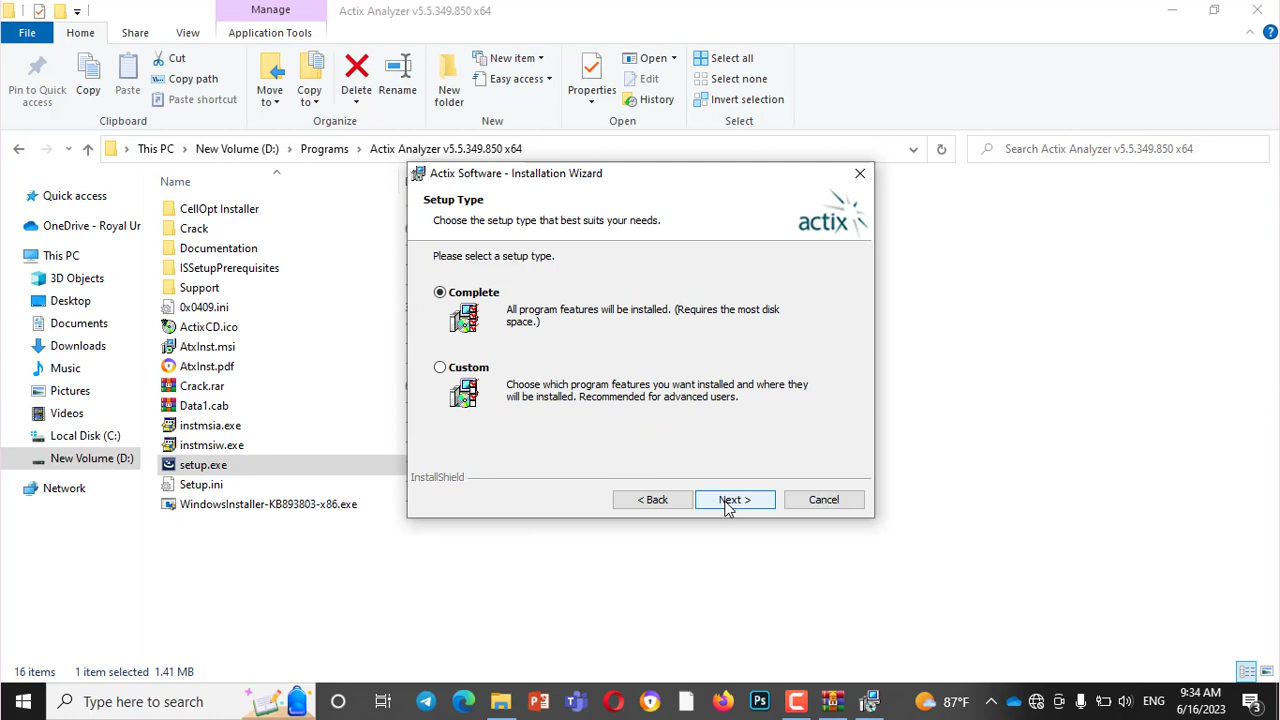 Manage
Actix Analyzer v5.5.349.850 x64
File
Home
Share
View
Application Tools
Pin to Quick access
Copy
Paste
Cut
Copy path
Paste shortcut
Clipboard
Move to
Copy to
Delete
Rename
Organize
New folder
New item
Easy access
New
Properties
Open
Edit
History
Open
Select all
Select none
Invert selection
Select
This PC > New Volume (D:) > Programs > Actix Analyzer v5.5.349.850 x64
Search Actix Analyzer v5.5.349.850 x64
Quick access
OneDrive - Royal Ur
This PC
3D Objects
Desktop
Documents
Downloads
Music
Pictures
Videos
Local Disk (C:)
New Volume (D:)
Network
Name
CellOpt Installer
Crack
Documentation
ISSetupPrerequisites
Support
0x0409.ini
ActixCD.ico
AtxInst.msi
AtxInst.pdf
Crack.rar
Data1.cab
instmsia.exe
instmsiw.exe
setup.exe
Setup.ini
WindowsInstaller-KB893803-x86.exe
Actix Software - Installation Wizard
Setup Type
Choose the setup type that best suits your needs.
actix
Please select a setup type.
Complete
All program features will be installed. (Requires the most disk
space.)
Custom
Choose which program features you want installed and where they
will be installed. Recommended for advanced users.
InstallShield
< Back
Next >
Cancel
16 items
1 item selected 1.41 MB
Type here to search
87°F
ENG
9:34 AM
6/16/2023
3